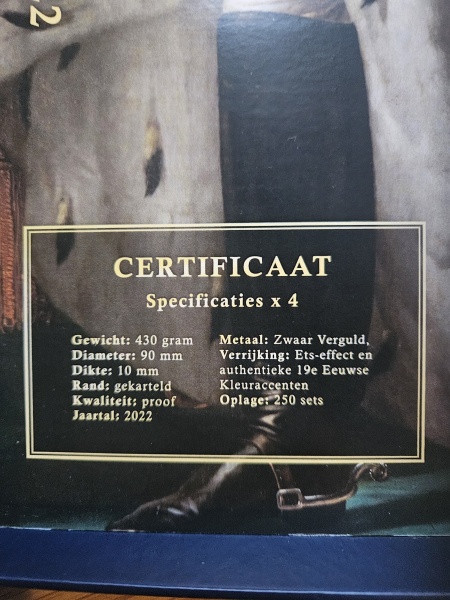 2
CERTIFICAAT
Specificaties x 4
Gewicht: 430 gram
Diameter: 90 mm
Dikte: 10 mm
Rand: gekarteld
Kwaliteit: proof
Jaartal: 2022
Metaal: Zwaar Verguld,
Verrijking: Ets-effect en
authentieke 19e Eeuwse
Kleuraccenten
Oplage: 250 sets